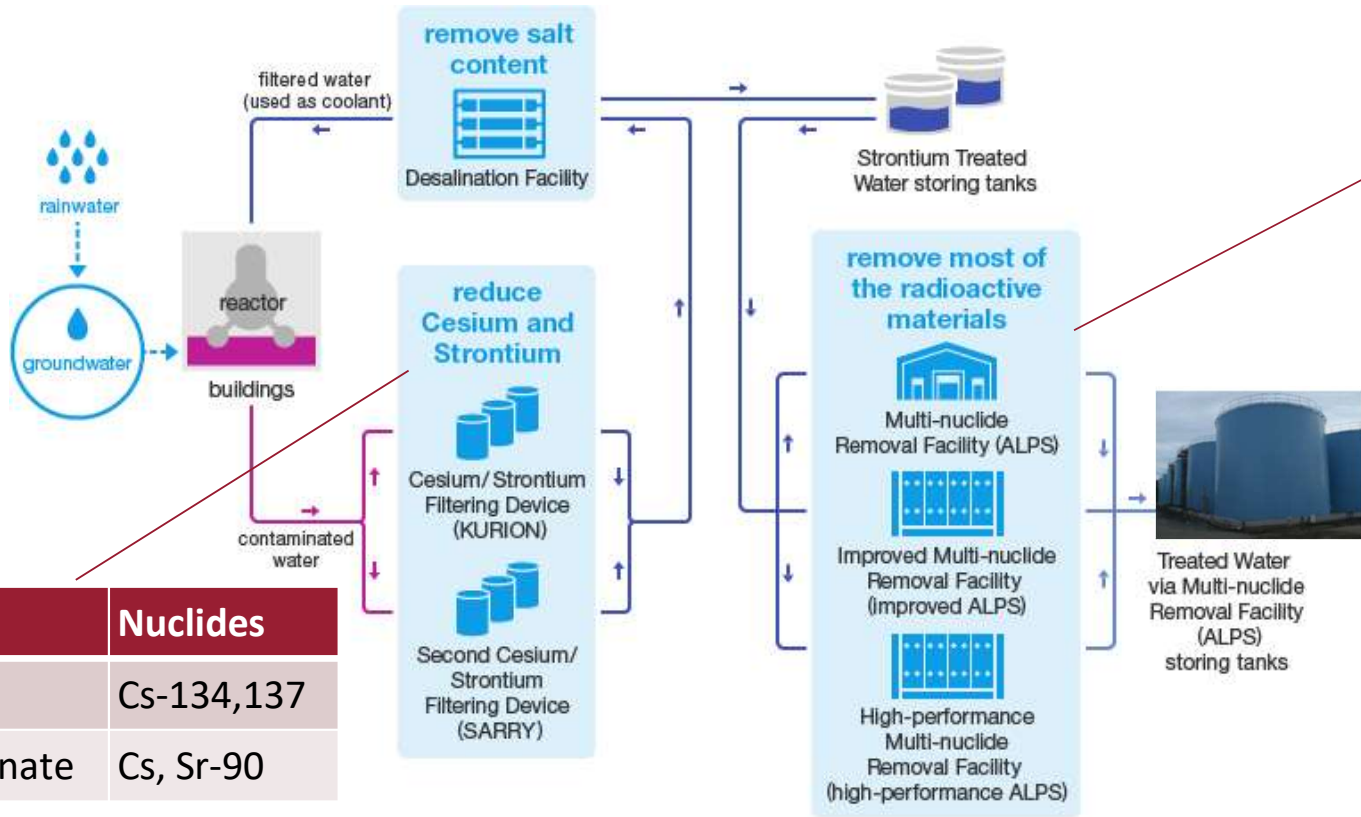 remove salt
content
Desalination Facility
filtered water
(used as coolant)
rainwater
groundwater
reactor
buildings
contaminated
water
reduce
Cesium and
Strontium
Cesium/ Strontium
Filtering Device
(KURION)
Second Cesium/
Strontium
Filtering Device
(SARRY)
Strontium Treated
Water storing tanks
remove most of
the radioactive
materials
Multi-nuclide
Removal Facility (ALPS)
Improved Multi-nuclide
Removal Facility
(improved ALPS)
High-performance
Multi-nuclide
Removal Facility
(high-performance ALPS)
Treated Water
via Multi-nuclide
Removal Facility
(ALPS)
storing tanks
Nuclides
Cs-134,137
nate Cs, Sr-90